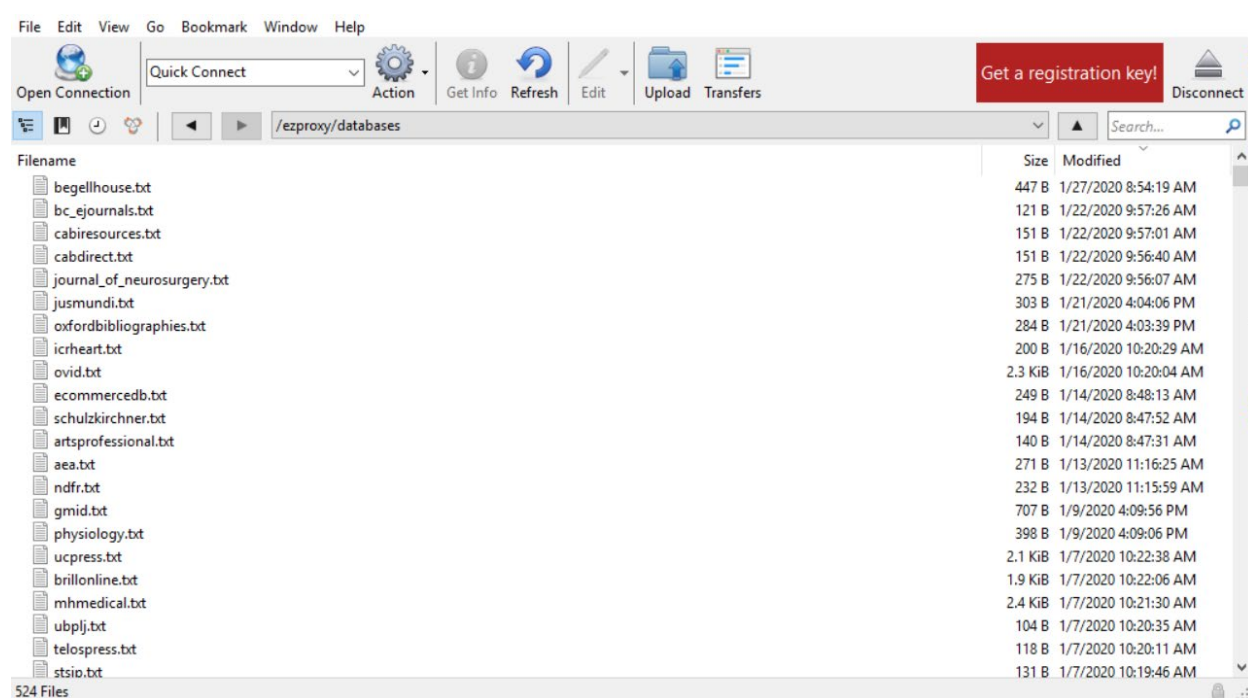 File Edit View Go Bookmark Window Help
Quick Connect
Get a registration key!
Open Connection Action Get Info Refresh Edit Upload Transfers Disconnect
/ezproxy/databases Search...
Filename Size Modified
begellhouse.txt 447 B 1/27/2020 8:54:19 AM
bc_ejournals.txt 121 B 1/22/2020 9:57:26 AM
cabiresources.txt 151 B 1/22/2020 9:57:01 AM
cabdirect.txt 151 B 1/22/2020 9:56:40 AM
journal_of_neurosurgery.txt 275 B 1/22/2020 9:56:07 AM
jusmundi.txt 303 B 1/21/2020 4:04:06 PM
oxfordbibliographies.txt 284 B 1/21/2020 4:03:39 PM
icrheart.txt 200 B 1/16/2020 10:20:29 AM
ovid.txt 2.3 KiB 1/16/2020 10:20:04 AM
ecommercedb.txt 249 B 1/14/2020 8:48:13 AM
schulzkirchner.txt 194 B 1/14/2020 8:47:52 AM
artsprofessional.txt 140 B 1/14/2020 8:47:31 AM
aea.txt 271 B 1/13/2020 11:16:25 AM
ndfr.txt 232 B 1/13/2020 11:15:59 AM
gmid.txt 707 B 1/9/2020 4:09:56 PM
physiology.txt 398 B 1/9/2020 4:09:06 PM
ucpress.txt 2.1 KiB 1/7/2020 10:22:38 AM
brillonline.txt 1.9 KiB 1/7/2020 10:22:06 AM
mhmedical.txt 2.4 KiB 1/7/2020 10:21:30 AM
ubplj.txt 104 B 1/7/2020 10:20:35 AM
telospress.txt 118 B 1/7/2020 10:20:11 AM
stsip.txt 131 B 1/7/2020 10:19:46 AM
524 Files